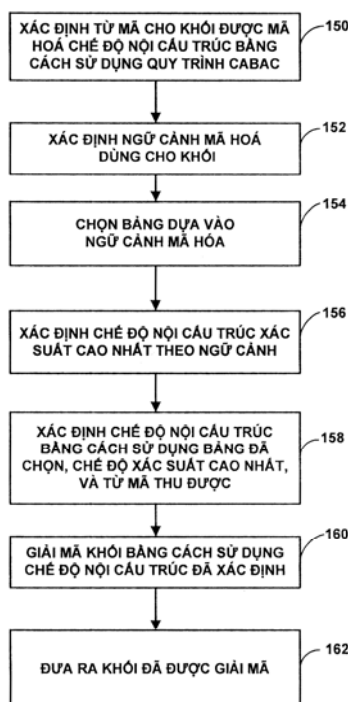 XÁC ĐỊNH TỪ MÃ CHO KHỐI ĐƯỢC MÃ
HOÁ CHẾ ĐỘ NỘI CẤU TRÚC BẰNG
CÁCH SỬ DỤNG QUY TRÌNH CABAC
150
XÁC ĐỊNH NGỮ CẢNH MÃ HOÁ
DÙNG CHO KHỐI
152
CHỌN BẢNG DỰA VÀO
NGỮ CẢNH MÃ HÓA
154
XÁC ĐỊNH CHẾ ĐỘ NỘI CẤU TRÚC XÁC
SUẤT CAO NHẤT THEO NGỮ CẢNH
156
XÁC ĐỊNH CHẾ ĐỘ NỘI CẤU TRÚC
BẰNG CÁCH SỬ DỤNG BẢNG ĐÃ
CHỌN, CHẾ ĐỘ XÁC SUẤT CAO NHẤT,
VÀ TỪ MÃ THU ĐƯỢC
158
GIẢI MÃ KHỐI BẰNG CÁCH SỬ DỤNG
CHẾ ĐỘ NỘI CẤU TRÚC ĐÃ XÁC ĐỊNH
160
ĐƯA RA KHỐI ĐÃ ĐƯỢC GIẢI MÃ
162